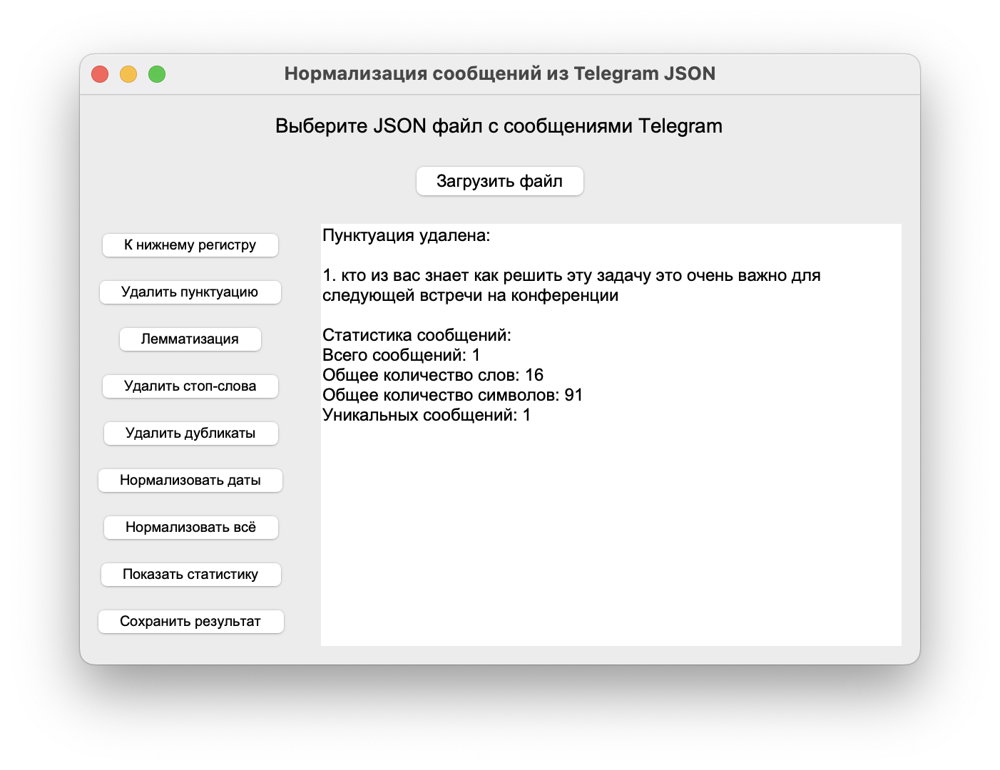 Нормализация сообщений из Telegram JSON
Выберите JSON файл с сообщениями Telegram
Загрузить файл
К нижнему регистру
Удалить пунктуацию
Лемматизация
Удалить стоп-слова
Удалить дубликаты
Нормализовать даты
Нормализовать всё
Показать статистику
Сохранить результат
Пунктуация удалена:
1. кто из вас знает как решить эту задачу это очень важно для
следующей встречи на конференции
Статистика сообщений:
Всего сообщений: 1
Общее количество слов: 16
Общее количество символов: 91
Уникальных сообщений: 1